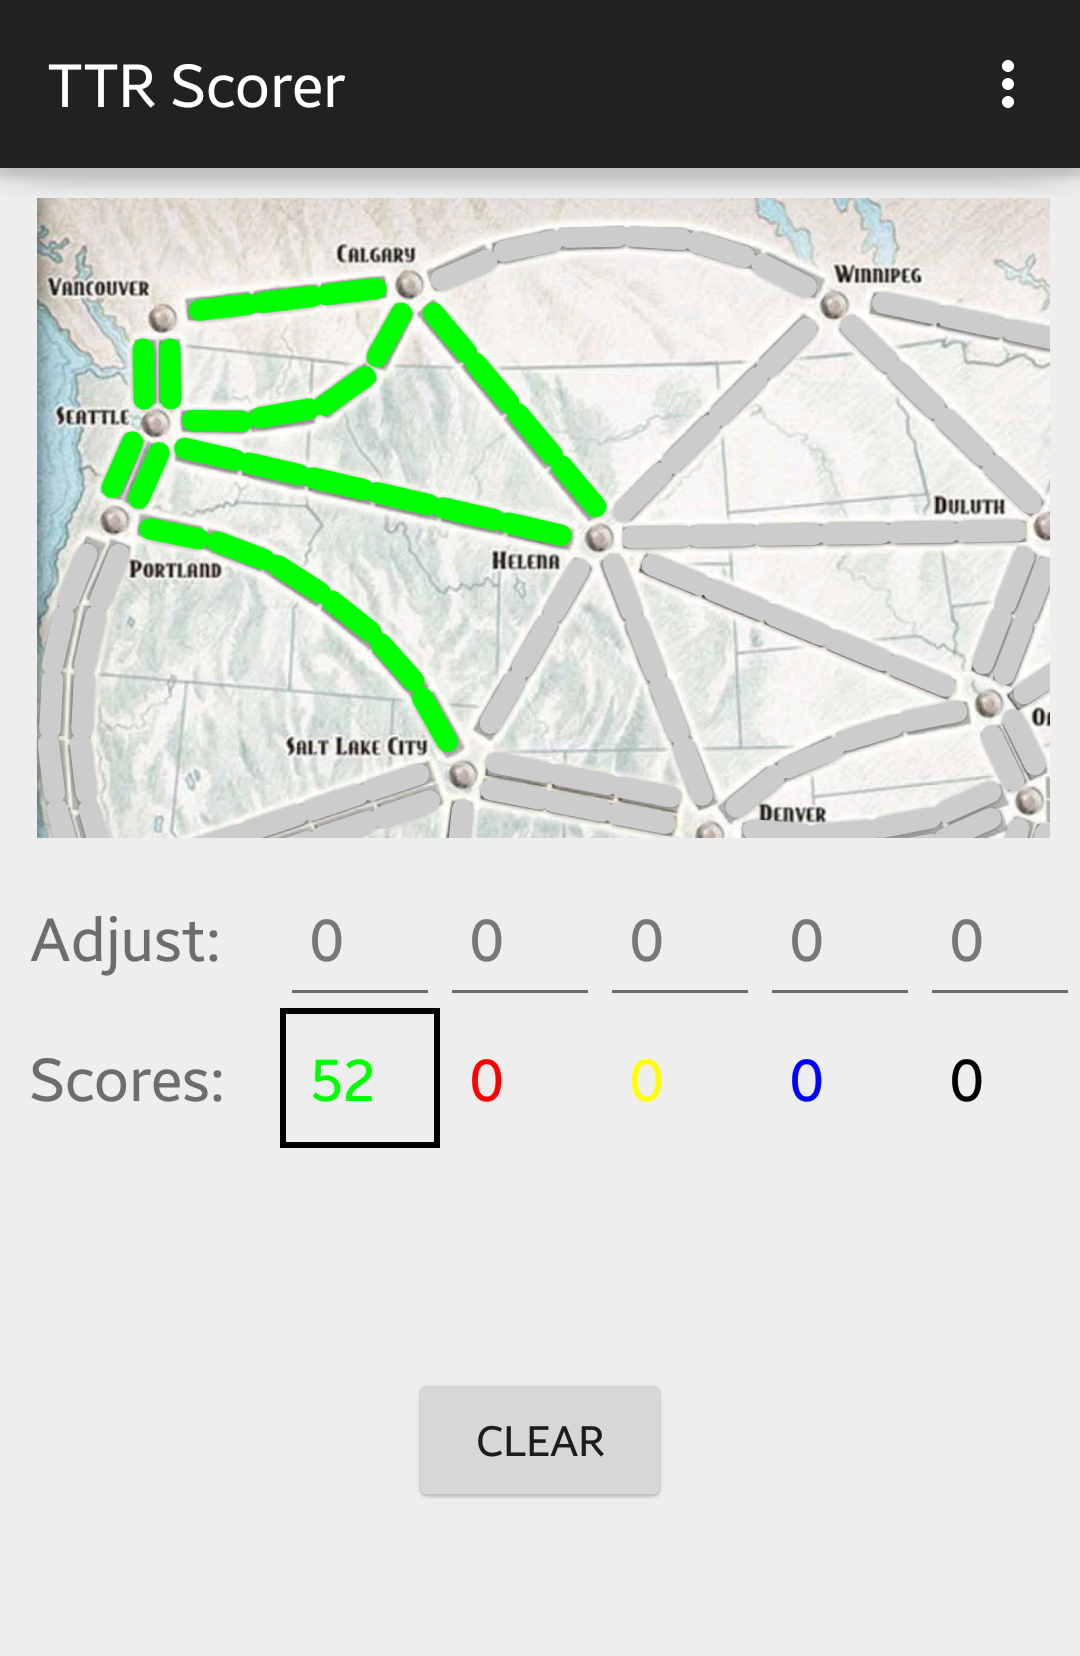 TTR Scorer
CALGARY
WINNIPEG
VANCOUVER
SEATTLE
DULUTH
HELENA
PORTLAND
SALT LAKE CITY
DENVER
Adjust: 0 0 0 0 0
Scores: 52 0 0 0 0
CLEAR